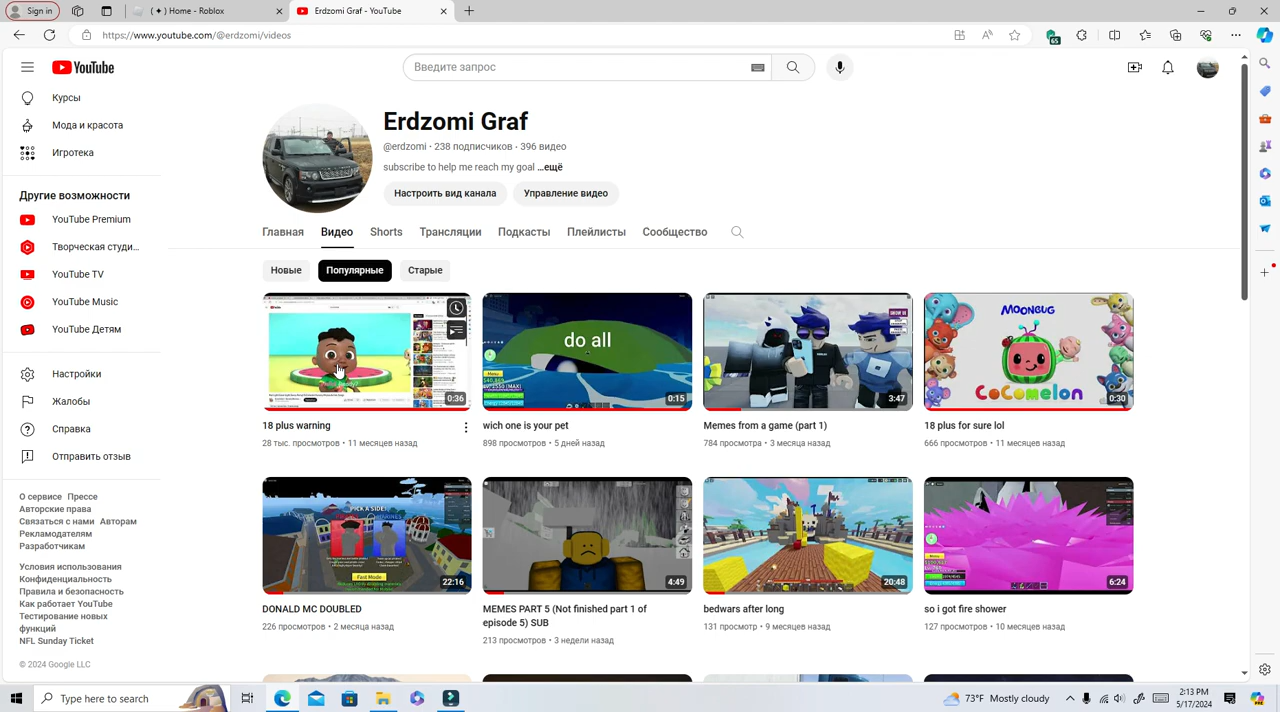 Sign in
( ✦ ) Home - Roblox
Erdzomi Graf - YouTube
https://www.youtube.com/@erdzomi/videos
65
YouTube
Введите запрос
Курсы
Мода и красота
Игротека
Другие возможности
YouTube Premium
Творческая студи...
YouTube TV
YouTube Music
YouTube Детям
Настройки
Жалобы
Справка
Отправить отзыв
О сервисе Прессе
Авторские права
Связаться с нами Авторам
Рекламодателям
Разработчикам
Условия использования
Конфиденциальность
Правила и безопасность
Как работает YouTube
Тестирование новых
функций
NFL Sunday Ticket
© 2024 Google LLC
Erdzomi Graf
@erdzomi · 238 подписчиков · 396 видео
subscribe to help me reach my goal ...ещё
Настроить вид канала Управление видео
Главная Видео Shorts Трансляции Подкасты Плейлисты Сообщество
Новые Популярные Старые
0:36
18 plus warning
28 тыс. просмотров • 11 месяцев назад
do all
Menu
0:15
wich one is your pet
898 просмотров • 5 дней назад
3:47
Memes from a game (part 1)
784 просмотра • 3 месяца назад
MOONBUG
CoComelon
0:30
18 plus for sure lol
666 просмотров • 11 месяцев назад
PICK A SIDE!
Fast Mode
22:16
DONALD MC DOUBLED
226 просмотров • 2 месяца назад
4:49
MEMES PART 5 (Not finished part 1 of
episode 5) SUB
213 просмотров • 3 недели назад
20:48
bedwars after long
131 просмотр • 9 месяцев назад
Menu
6:24
so i got fire shower
127 просмотров • 10 месяцев назад
Type here to search
73°F Mostly cloudy
2:13 PM
5/17/2024